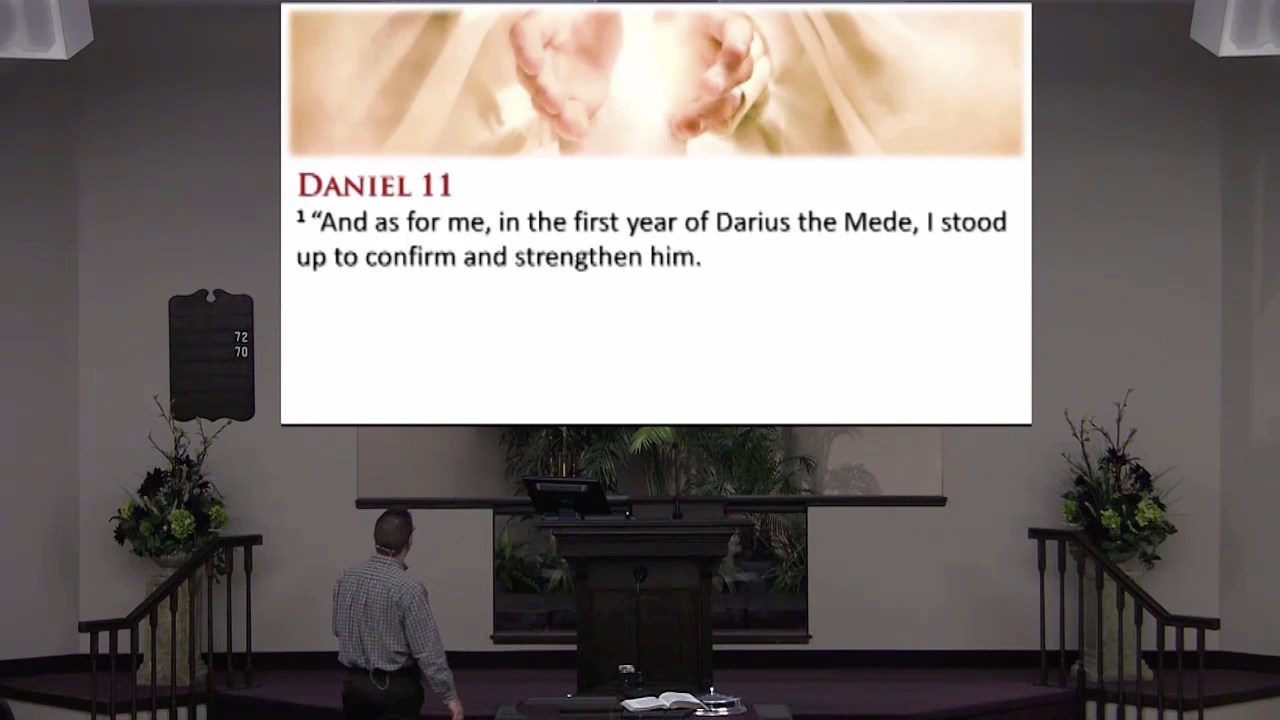 DANIEL 11
1 “And as for me, in the first year of Darius the Mede, I stood
up to confirm and strengthen him.
72
70